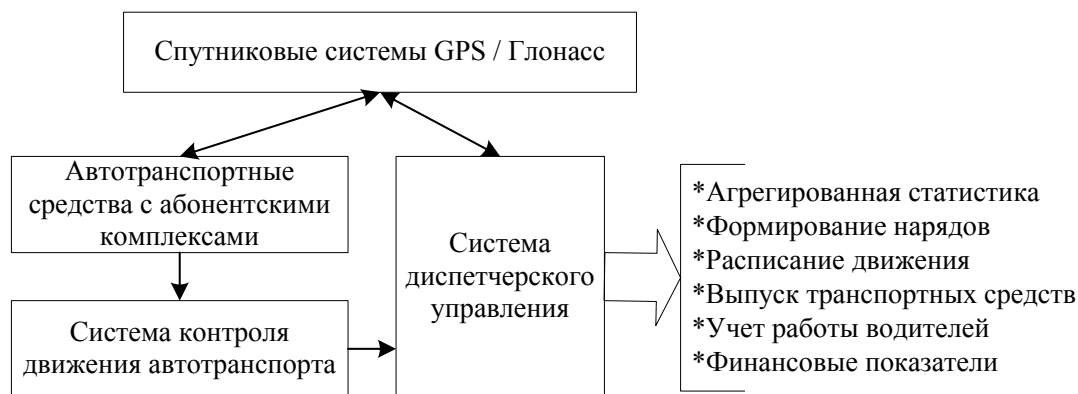 Спутниковые системы GPS / Глонасс
Автотранспортные
средства с абонентскими
комплексами
Система контроля
движения автотранспорта
Система
диспетчерского
управления
*Агрегированная статистика
*Формирование нарядов
*Расписание движения
*Выпуск транспортных средств
*Учет работы водителей
*Финансовые показатели